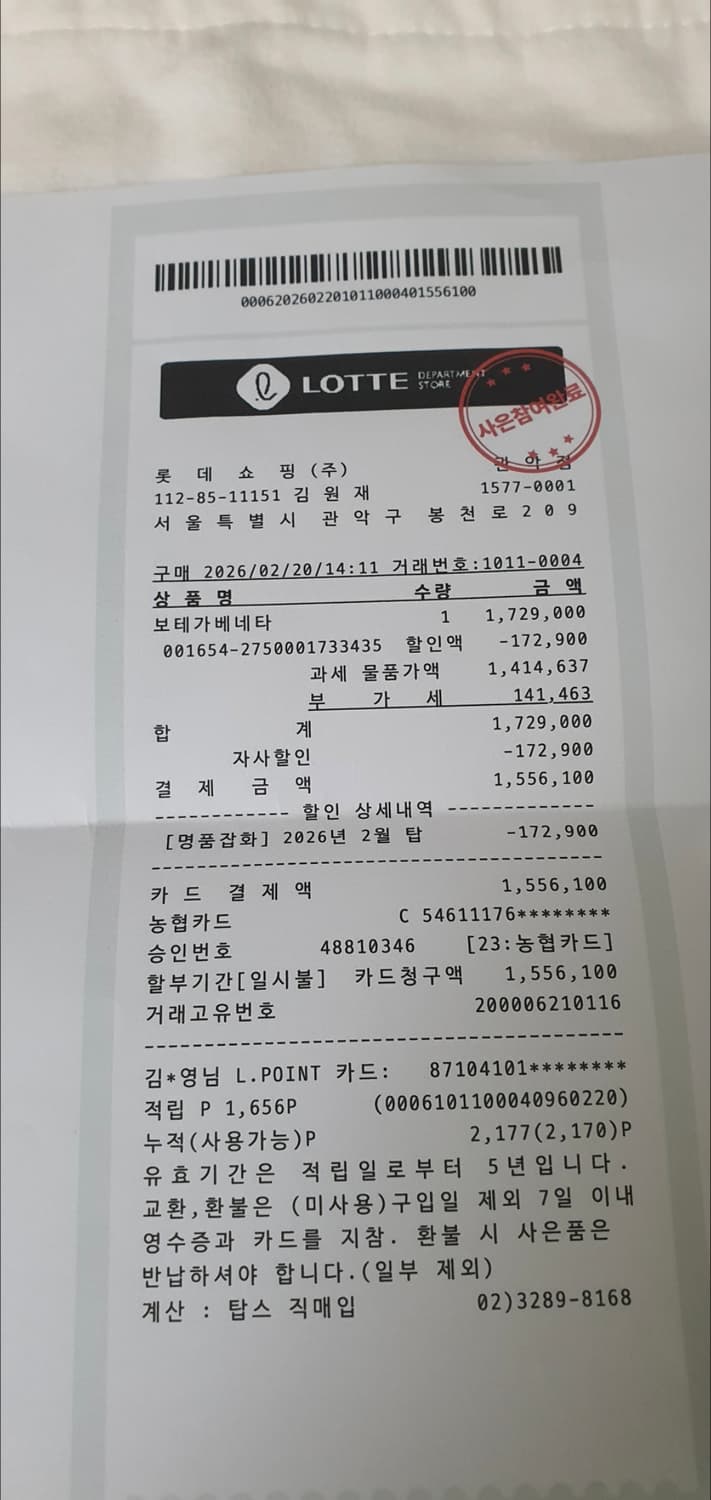 000620260220101100040155​6100
LOTTE DEPARTMENT STORE
사은참여완료
롯 데 쇼 핑 (주) 관 악 점
112-85-11151 김 원 재 1577-0001
서 울 특 별 시 관 악 구 봉 천 로 2 0 9
구매 2026/02/20/14:11 거래번호:1011-0004
상 품 명 수량 금 액
보테가베네타 1 1,729,000
001654-2750001733435 할인액 -172,900
과세 물품가액 1,414,637
부 가 세 141,463
합 계 1,729,000
자사할인 -172,900
결 제 금 액 1,556,100
------------ 할인 상세내역 -------------
[명품잡화] 2026년 2월 탑 -172,900
카 드 결 제 액 1,556,100
농협카드 C 54611176********
승인번호 48810346 [23:농협카드]
할부기간[일시불] 카드청구액 1,556,100
거래고유번호 200006210116
김*영님 L.POINT 카드: 87104101********
적립 P 1,656P (0006101100040960220)
누적(사용가능)P 2,177(2,170)P
유효기간은 적립일로부터 5년입니다.
교환,환불은 (미사용)구입일 제외 7일 이내
영수증과 카드를 지참. 환불 시 사은품은
반납하셔야 합니다.(일부 제외)
계산 : 탑스 직매입 02)3289-8168